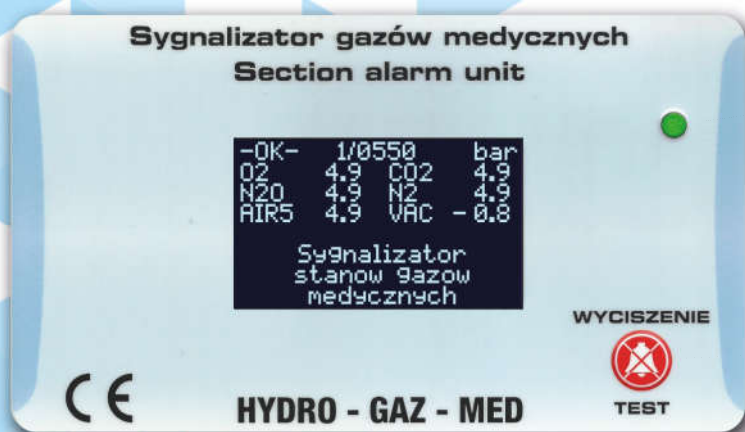 Sygnalizator gazów medycznych
Section alarm unit
-OK- 1/0550 bar
O2 4.9 CO2 4.9
N2O 4.9 N2 4.9
AIR5 4.9 VAC - 0.8
Sygnalizator
stanow gazow
medycznych
WYCISZENIE
TEST
CE
HYDRO - GAZ - MED